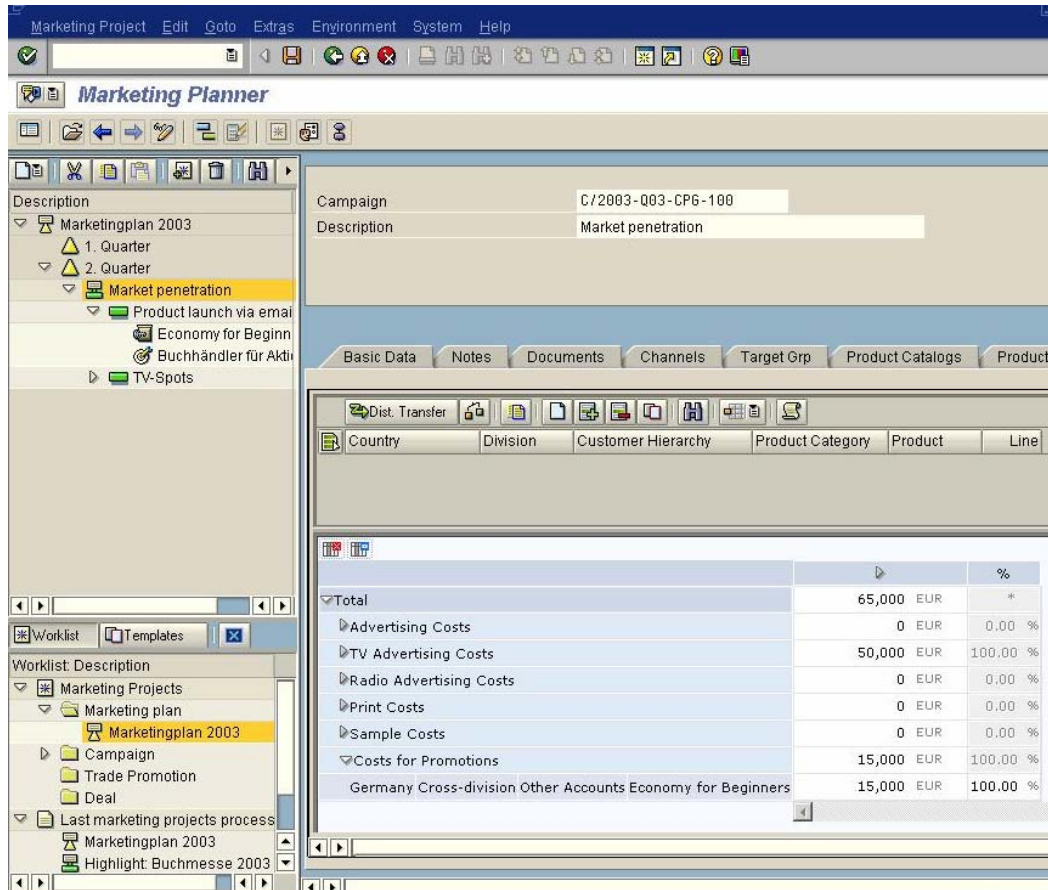 Marketing Project Edit Goto Extras Environment System Help
Marketing Planner
Description
Marketingplan 2003
1. Quarter
2. Quarter
Market penetration
Product launch via emai
Economy for Beginn
Buchhändler für Akti
TV-Spots
Worklist Templates
Worklist: Description
Marketing Projects
Marketing plan
Marketingplan 2003
Campaign
Trade Promotion
Deal
Last marketing projects process
Marketingplan 2003
Highlight: Buchmesse 2003
Campaign C/2003-Q03-CPG-100
Description Market penetration
Basic Data Notes Documents Channels Target Grp Product Catalogs Product
Dist. Transfer
Country Division Customer Hierarchy Product Category Product Line
%
Total 65,000 EUR *
Advertising Costs 0 EUR 0.00 %
TV Advertising Costs 50,000 EUR 100.00 %
Radio Advertising Costs 0 EUR 0.00 %
Print Costs 0 EUR 0.00 %
Sample Costs 0 EUR 0.00 %
Costs for Promotions 15,000 EUR 100.00 %
Germany Cross-division Other Accounts Economy for Beginners 15,000 EUR 100.00 %